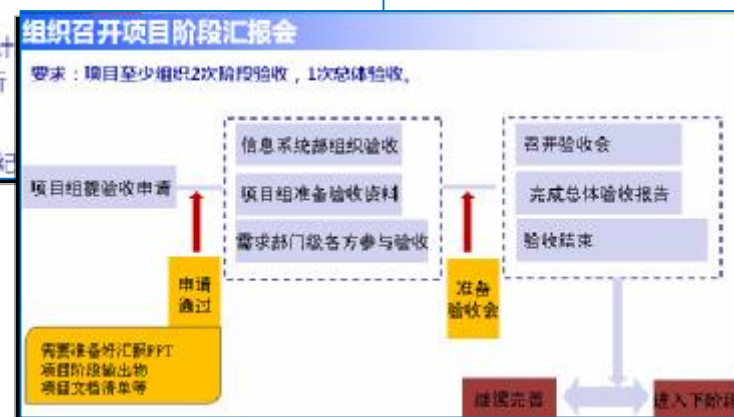 组织召开项目阶段汇报会
要求：项目至少组织2次阶段验收，1次总体验收。
项目组提验收申请
信息系统部组织验收
项目组准备验收资料
需求部门级各方参与验收
召开验收会
完成总体验收报告
验收结束
申请
通过
准备
验收会
需要准备好汇报PPT
项目阶段输出物
项目文档清单等
继续完善
进入下阶段